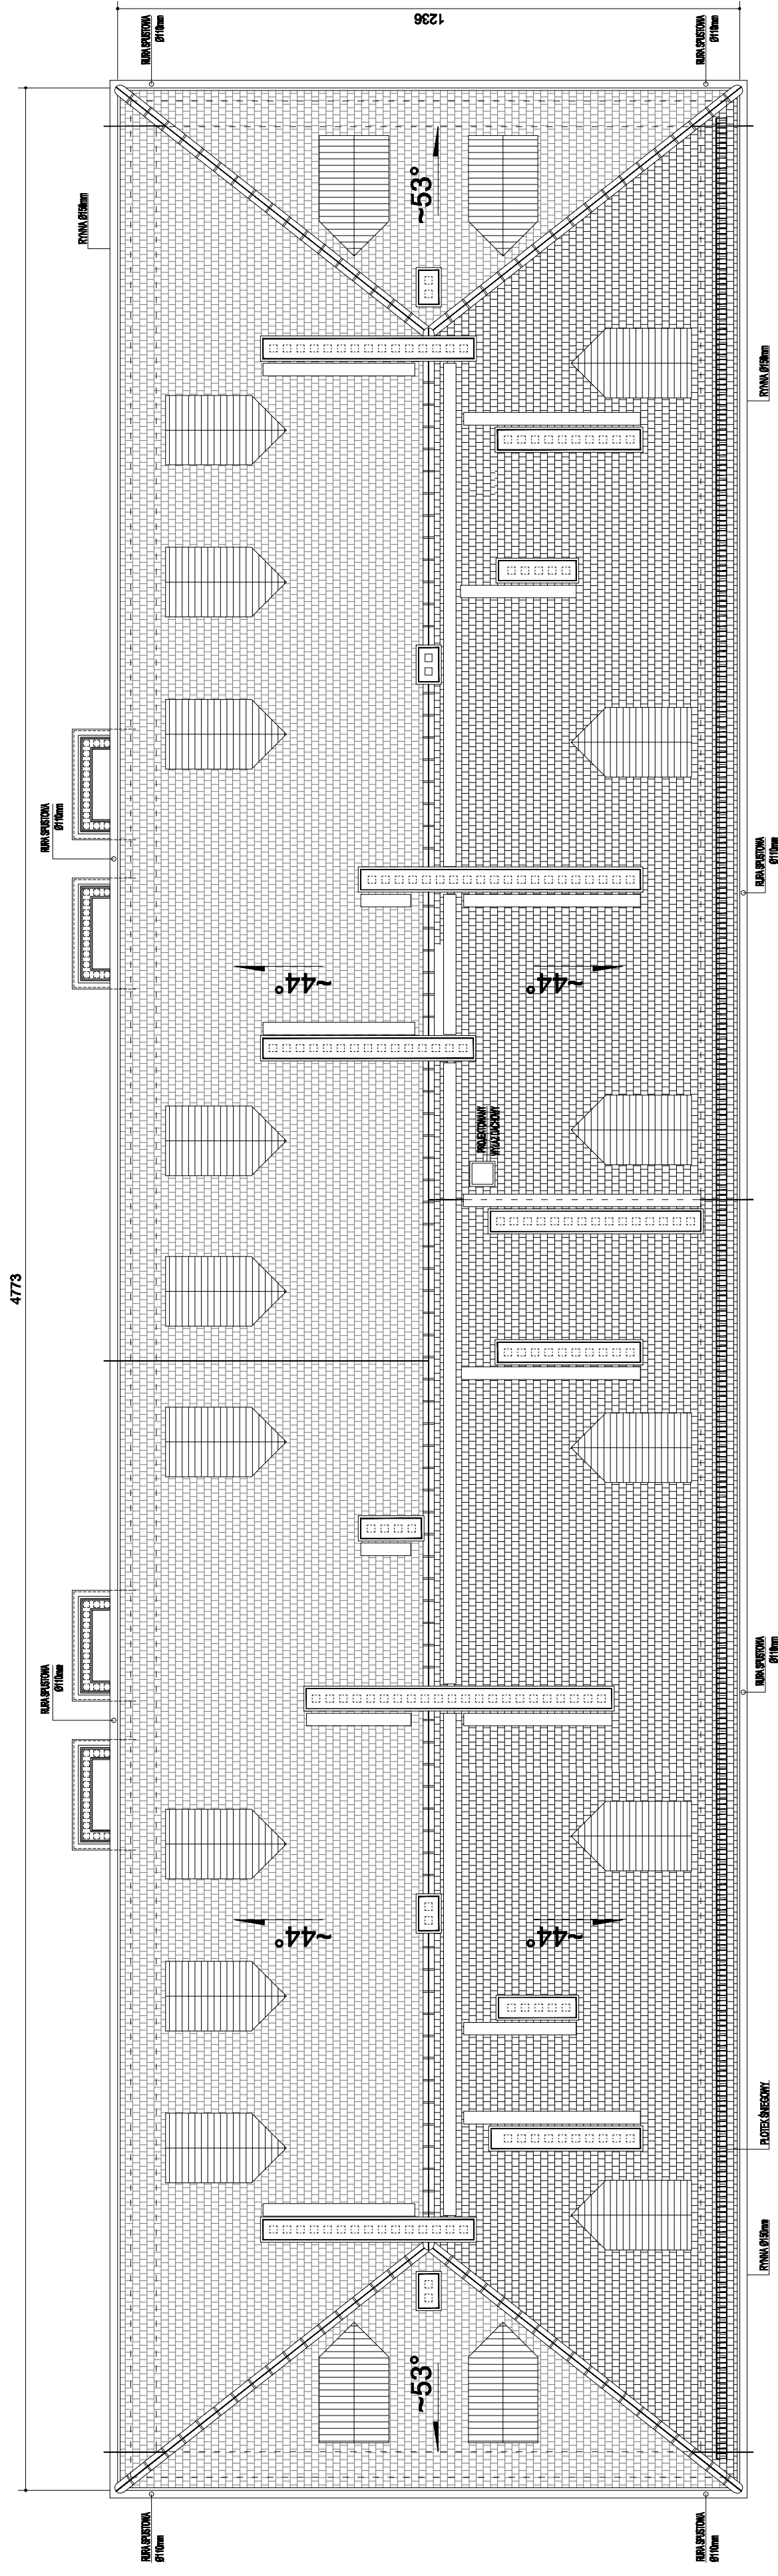 1236
RURA SPUSTOWA
Ø110mm
RURA SPUSTOWA
Ø110mm
~53°
RYNNA Ø150mm
RYNNA Ø150mm
RURA SPUSTOWA
Ø110mm
RURA SPUSTOWA
Ø110mm
~44°
~44°
PROJEKTOWANY
WYŁAZ DACHOWY
4773
RURA SPUSTOWA
Ø110mm
RURA SPUSTOWA
Ø110mm
~44°
~44°
PŁOTEK ŚNIEGOWY
RYNNA Ø150mm
~53°
RURA SPUSTOWA
Ø110mm
RURA SPUSTOWA
Ø110mm